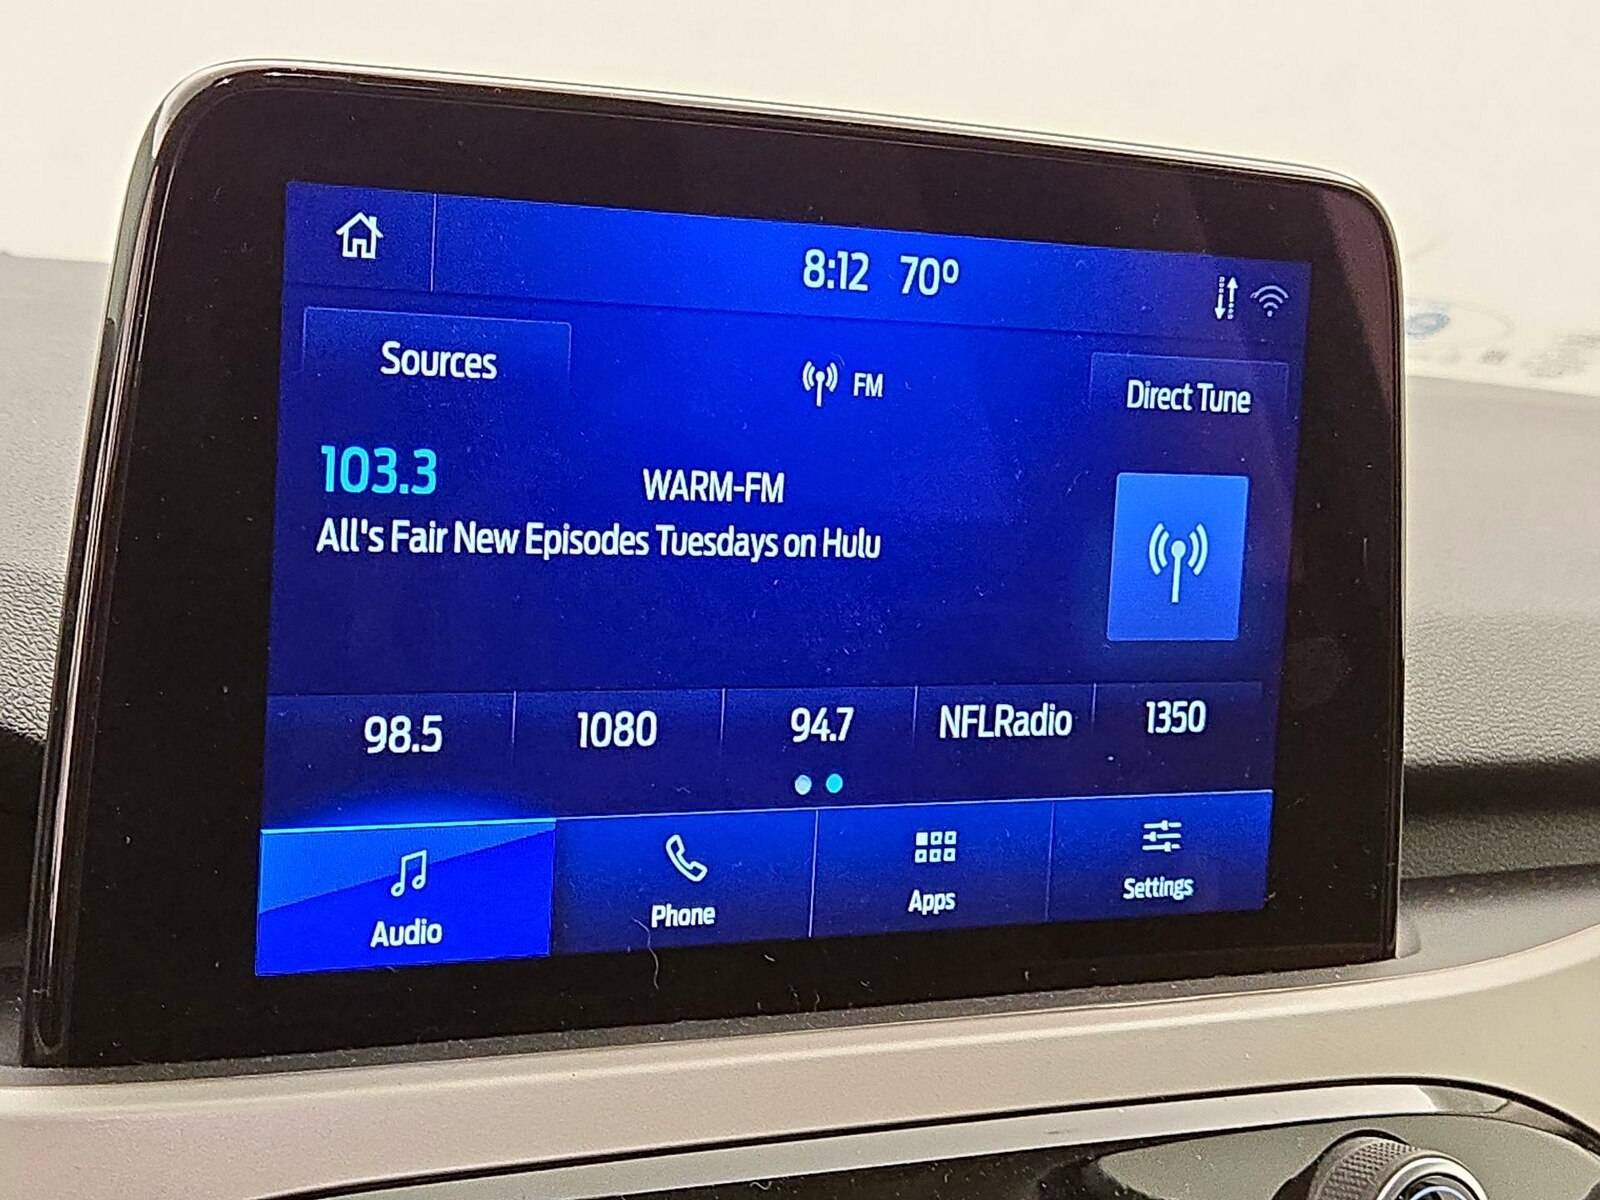 8:12 70°
Sources
FM
Direct Tune
103.3
WARM-FM
All's Fair New Episodes Tuesdays on Hulu
98.5
1080
94.7
NFLRadio
1350
Audio
Phone
Apps
Settings